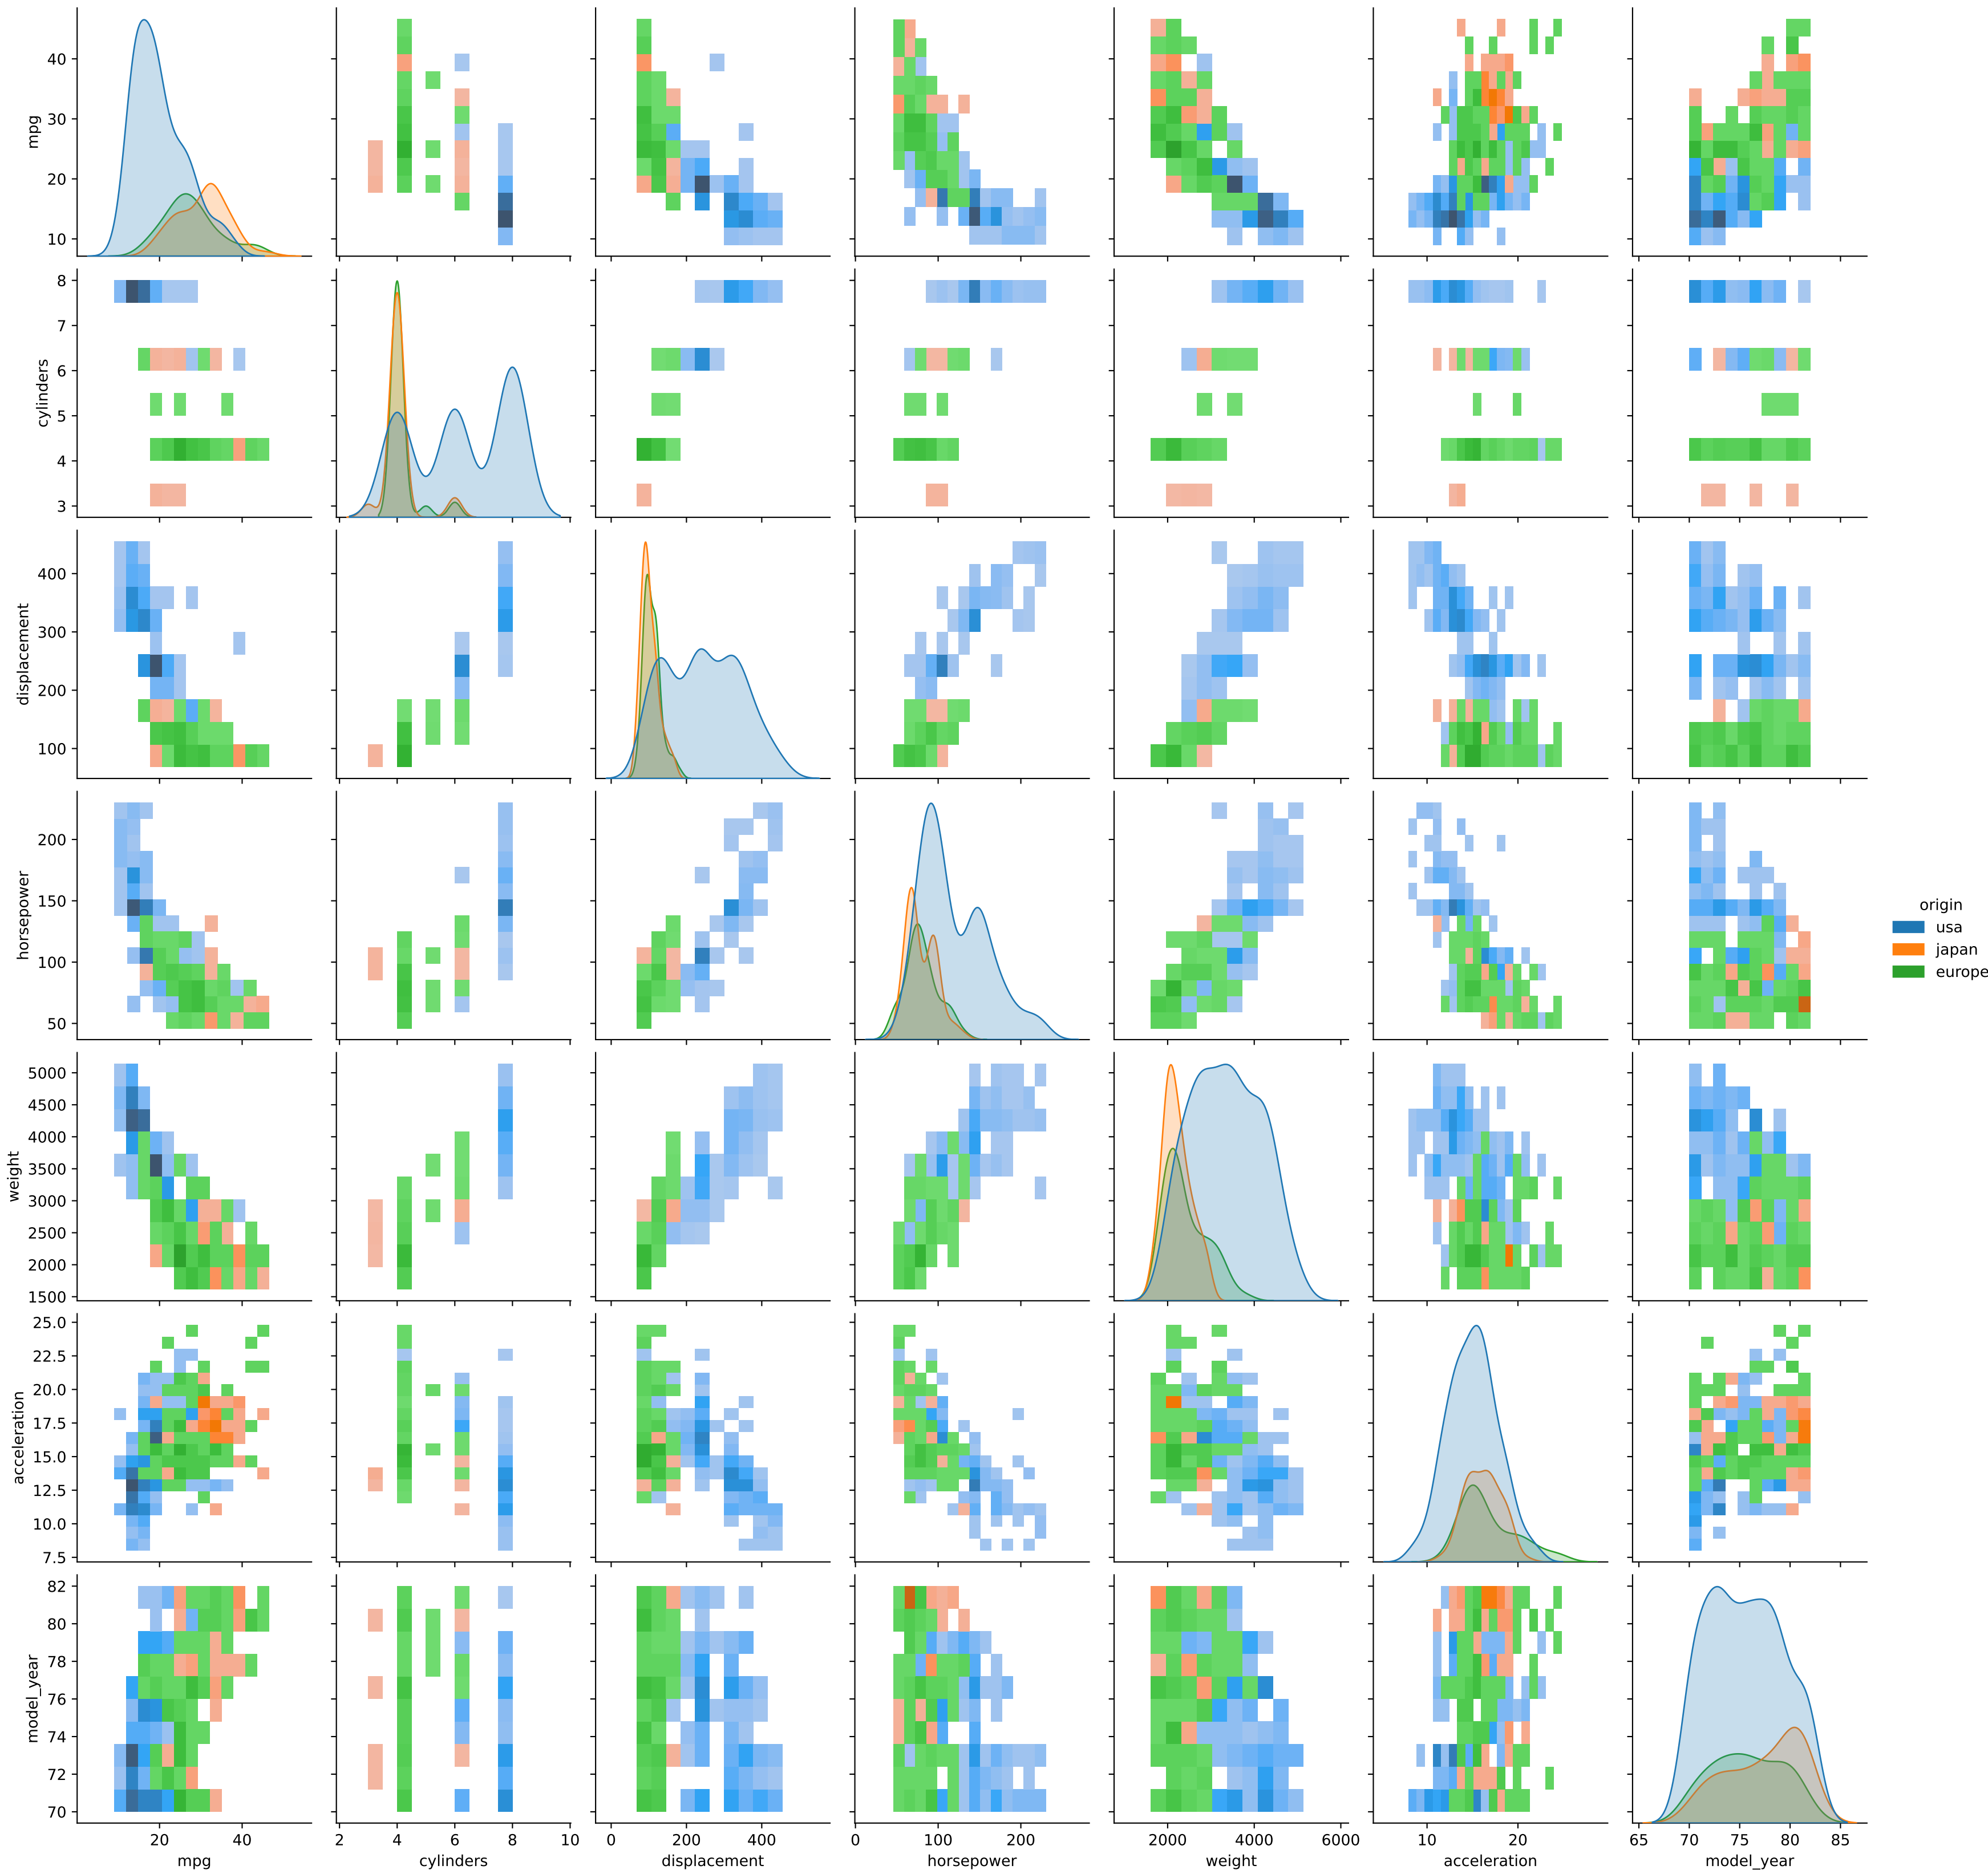 40
30
20
10
mpg
8
7
6
5
4
3
cylinders
400
300
200
100
displacement
200
150
100
50
horsepower
origin
usa
japan
europe
5000
4500
4000
3500
3000
2500
2000
1500
weight
25.0
22.5
20.0
17.5
15.0
12.5
10.0
7.5
acceleration
82
80
78
76
74
72
70
model_year
20 40
2 4 6 8 10
0 200 400
0 100 200
2000 4000 6000
10 20
65 70 75 80 85
mpg
cylinders
displacement
horsepower
weight
acceleration
model_year